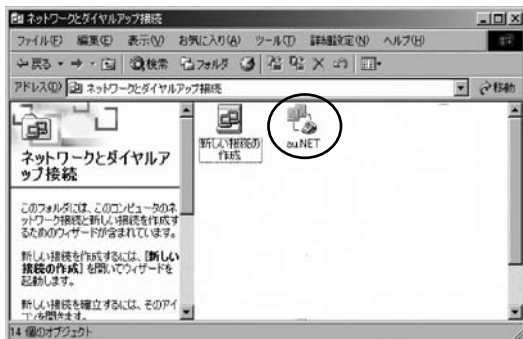 ネットワークとダイヤルアップ接続
ファイル(F) 編集(E) 表示(V) お気に入り(A) ツール(T) 詳細設定(N) ヘルプ(H)
戻る 検索 フォルダ
アドレス(D) ネットワークとダイヤルアップ接続 移動
ネットワークとダイヤルア
ップ接続
このフォルダには、このコンピュータのネ
ットワーク接続と新しい接続を作成す
るためのウィザードが含まれています。
新しい接続を作成するには、[新しい
接続の作成] を開いてウィザードを
起動します。
新しい接続を確立するには、そのアイ
コンを開きます。
新しい接続の
作成
auNET
14 個のオブジェクト